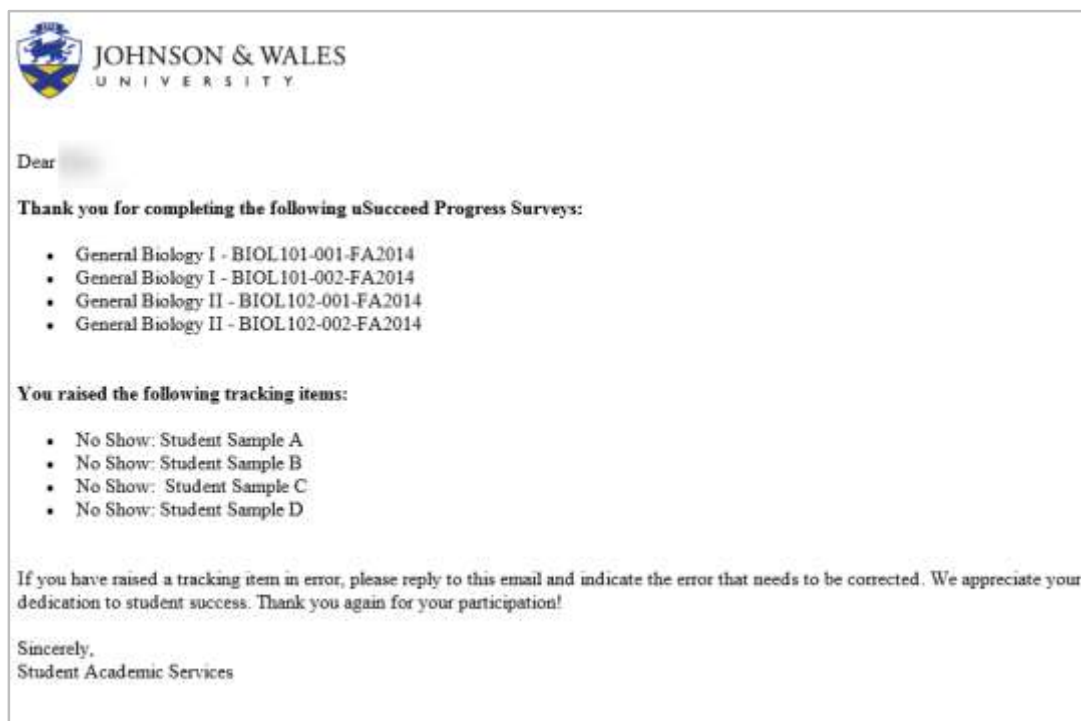 JOHNSON & WALES
UNIVERSITY
Dear
Thank you for completing the following uSucceed Progress Surveys:
• General Biology I - BIOL101-001-FA2014
• General Biology I - BIOL101-002-FA2014
• General Biology II - BIOL102-001-FA2014
• General Biology II - BIOL102-002-FA2014
You raised the following tracking items:
• No Show: Student Sample A
• No Show: Student Sample B
• No Show: Student Sample C
• No Show: Student Sample D
If you have raised a tracking item in error, please reply to this email and indicate the error that needs to be corrected. We appreciate your
dedication to student success. Thank you again for your participation!
Sincerely,
Student Academic Services